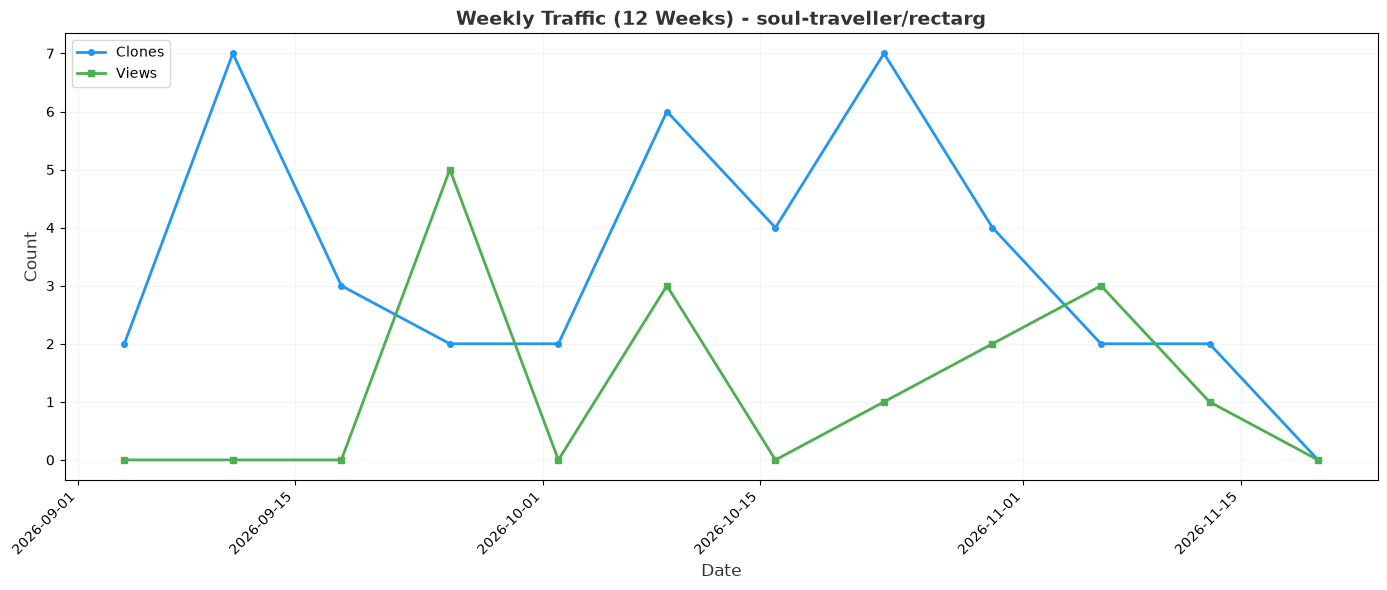 Weekly Traffic (12 Weeks) - soul-traveller/rectarg
Clones
Views
Count
7
6
5
4
3
2
1
0
2026-09-01
2026-09-15
2026-10-01
2026-10-15
2026-11-01
2026-11-15
Date